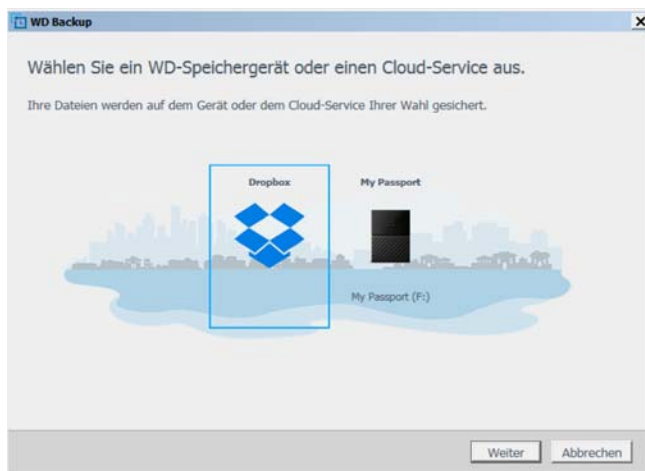 WD Backup
Wählen Sie ein WD-Speichergerät oder einen Cloud-Service aus.
Ihre Dateien werden auf dem Gerät oder dem Cloud-Service Ihrer Wahl gesichert.
Dropbox
My Passport
My Passport (F:)
Weiter
Abbrechen